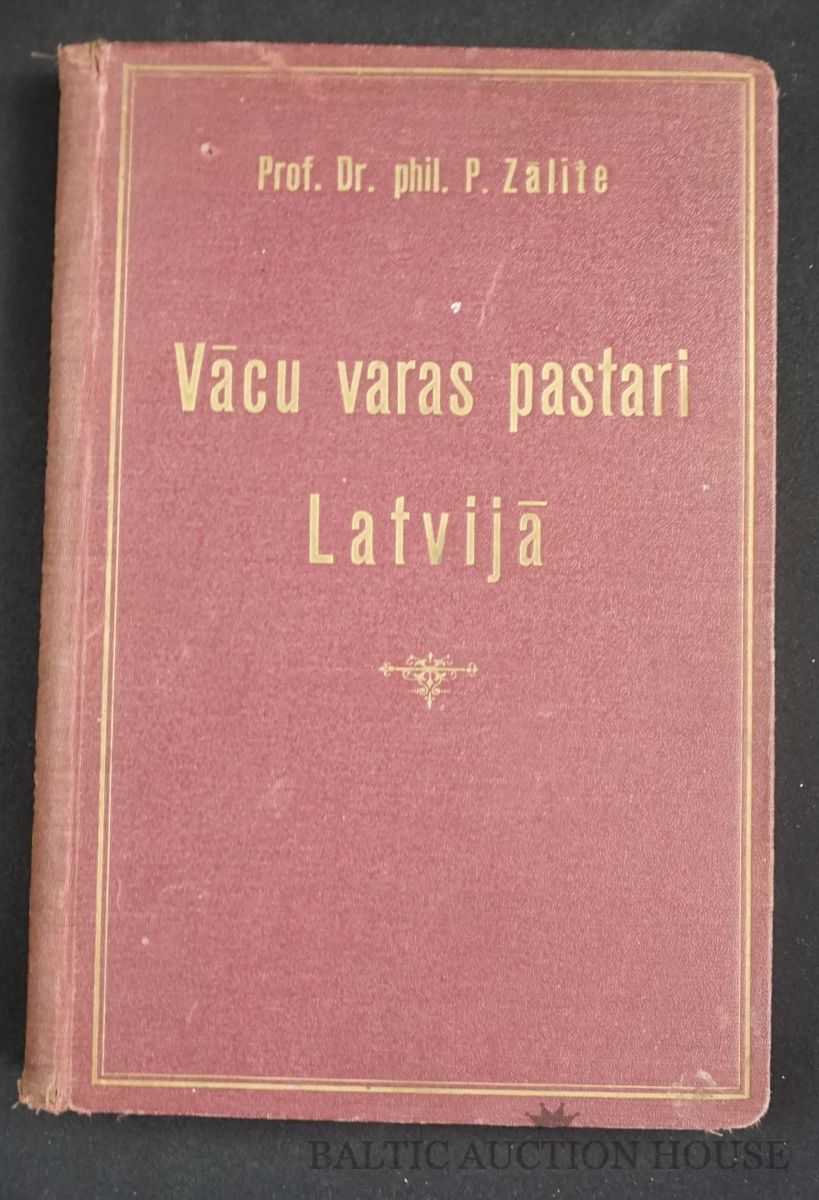 Prof. Dr. phil. P. Zālīte
Vācu varas pastari
Latvijā
BALTIC AUCTION HOUSE